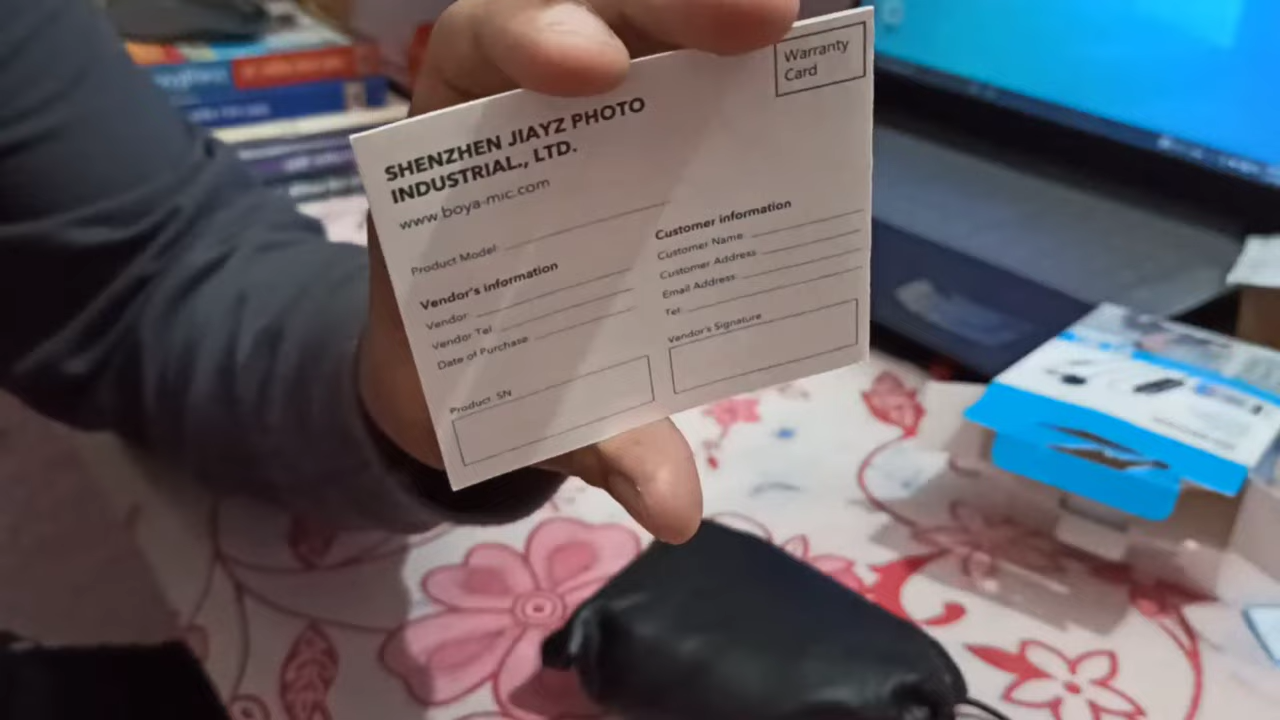 Warranty
Card
SHENZHEN JIAYZ PHOTO
INDUSTRIAL., LTD.
www.boya-mic.com
Product Model:
Vendor's information
Vendor:
Vendor Tel
Date of Purchase
Product SN
Customer information
Customer Name:
Customer Address
Email Address:
Tel:
Vendor's Signature